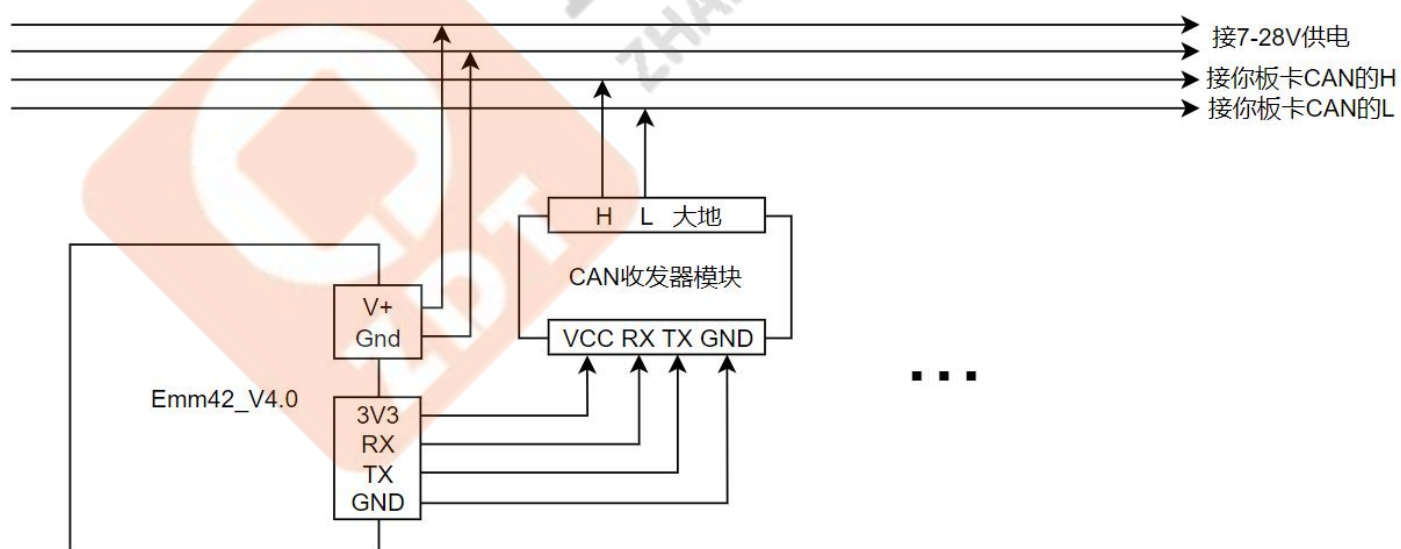 接7-28V供电
接你板卡CAN的H
接你板卡CAN的L
H L 大地
CAN收发器模块
VCC RX TX GND
V+
Gnd
Emm42_V4.0
3V3
RX
TX
GND
...
ZDT